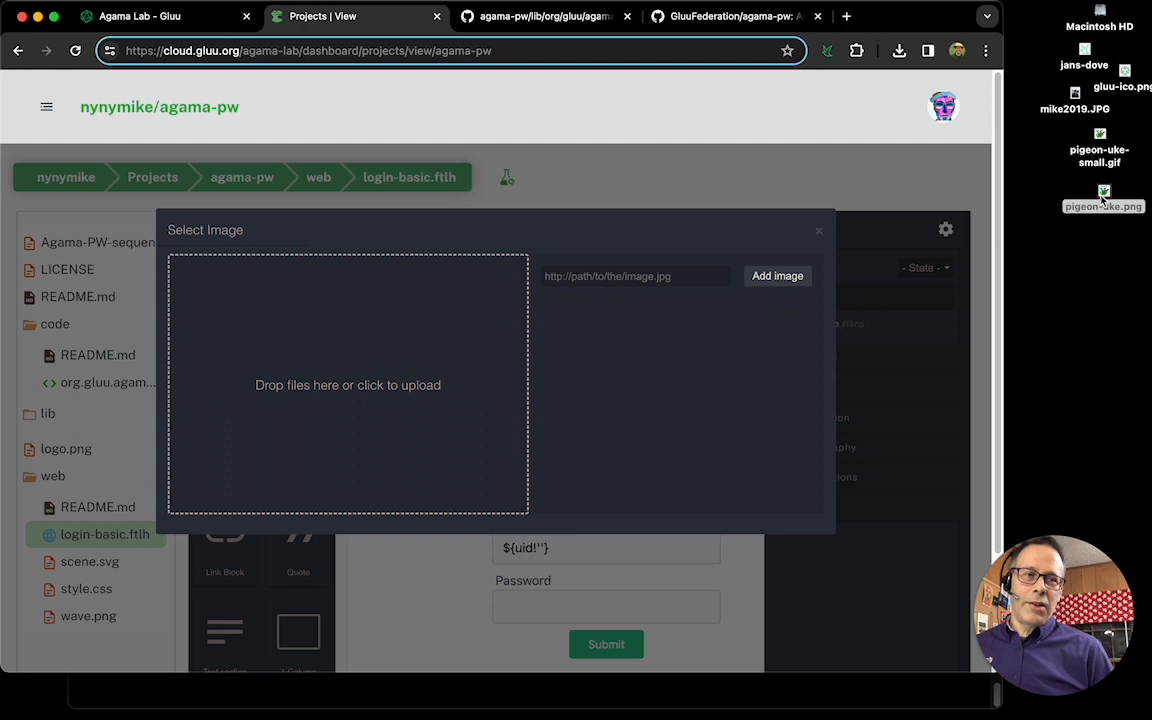 Agama Lab - Gluu
Projects | View
agama-pw/lib/org/gluu/agam
GluuFederation/agama-pw: A
https://cloud.gluu.org/agama-lab/dashboard/projects/view/agama-pw
Macintosh HD
jans-dove
gluu-ico.png
mike2019.JPG
pigeon-uke-
small.gif
pigeon-uke.png
nynymike/agama-pw
nynymike
Projects
agama-pw
web
login-basic.ftlh
Agama-PW-sequen
LICENSE
README.md
code
README.md
org.gluu.agam...
lib
logo.png
web
README.md
login-basic.ftlh
scene.svg
style.css
wave.png
Select Image
×
Drop files here or click to upload
http://path/to/the/image.jpg
Add image
- State -
Link Block
Quote
${uid!''}
Password
Submit